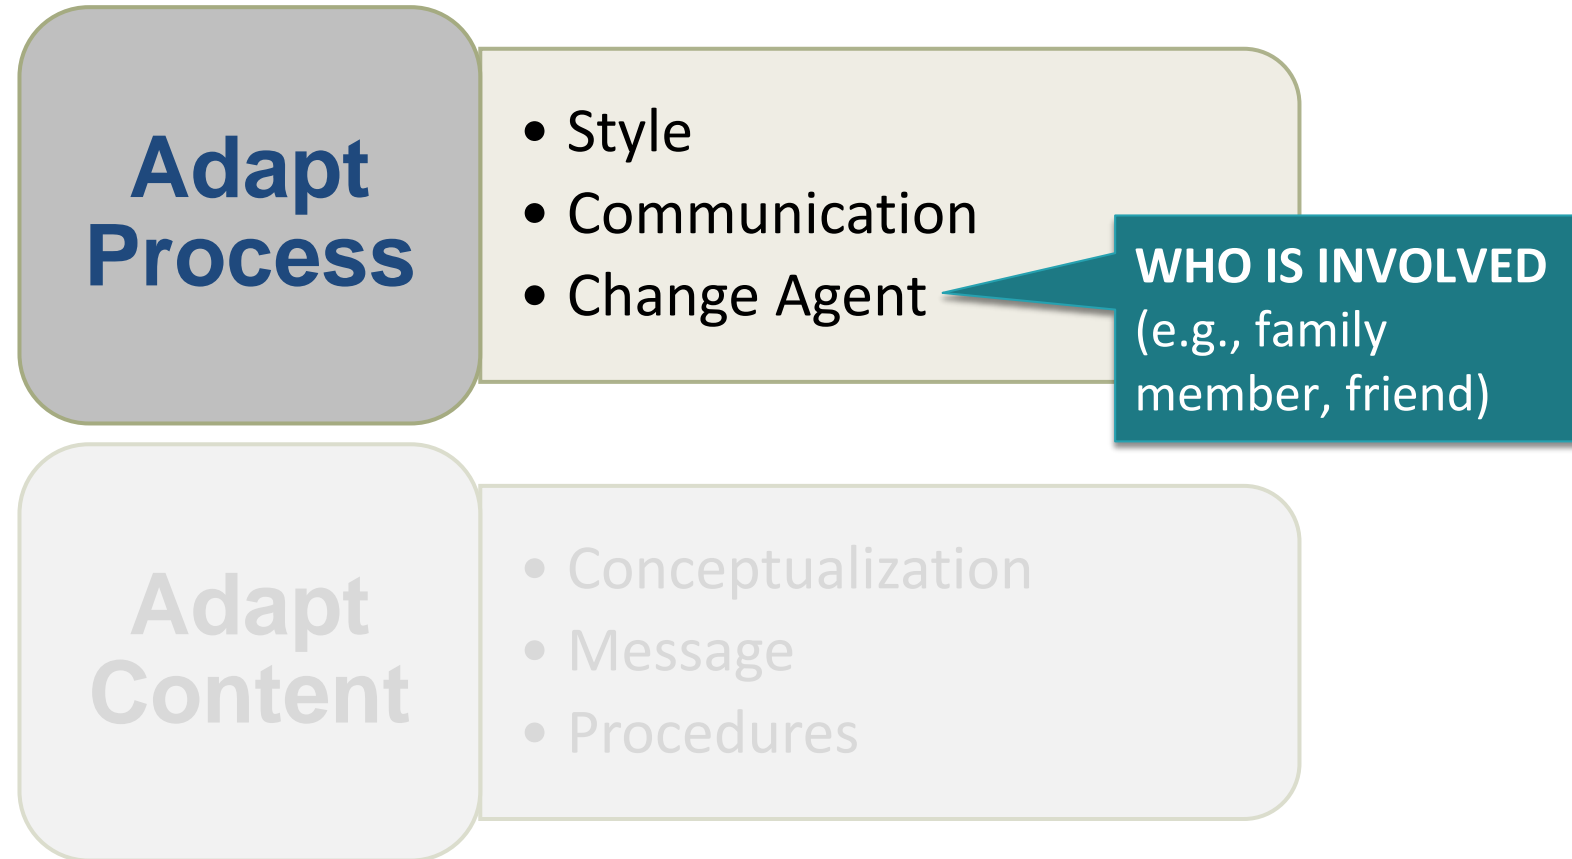 Adapt
Process
• Style
• Communication
• Change Agent
WHO IS INVOLVED
(e.g., family
member, friend)
Adapt
Content
• Conceptualization
• Message
• Procedures